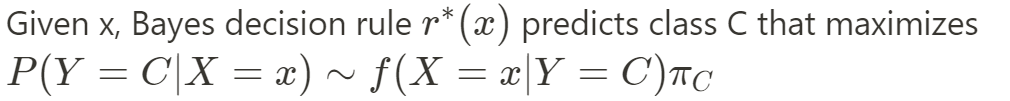 Given x, Bayes decision rule r*(x) predicts class C that maximizes
P(Y = C|X = x) ∼ f(X = x|Y = C)π_C